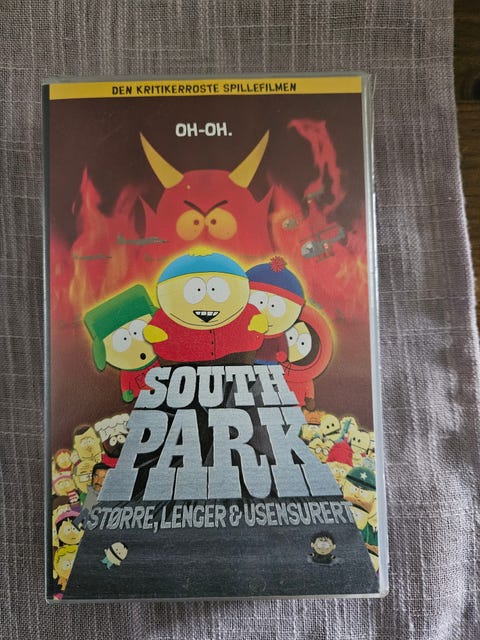 DEN KRITIKERROSTE SPILLEFILMEN
OH-OH.
SOUTH
PARK
STØRRE, LENGER & USENSURERT